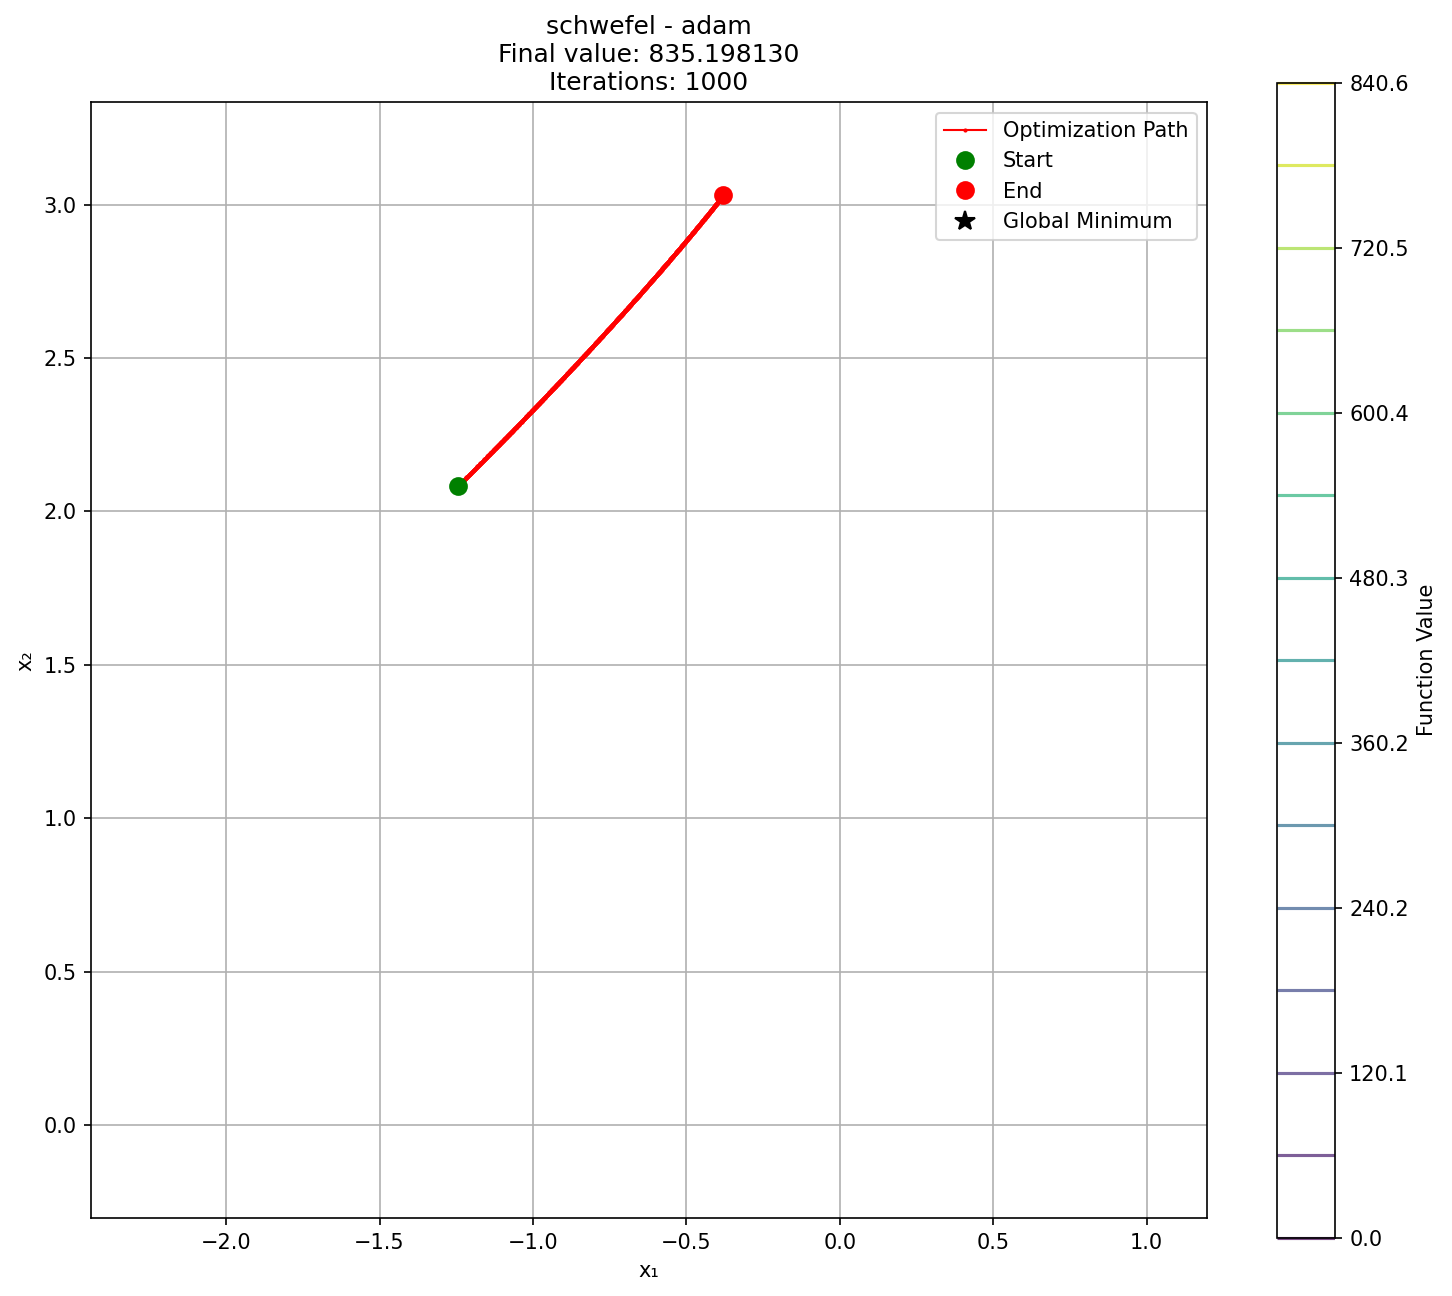 schwefel - adam
Final value: 835.198130
Iterations: 1000
Optimization Path
Start
End
Global Minimum
3.0
2.5
2.0
1.5
1.0
0.5
0.0
x₂
−2.0
−1.5
−1.0
−0.5
0.0
0.5
1.0
x₁
840.6
720.5
600.4
480.3
360.2
240.2
120.1
0.0
Function Value